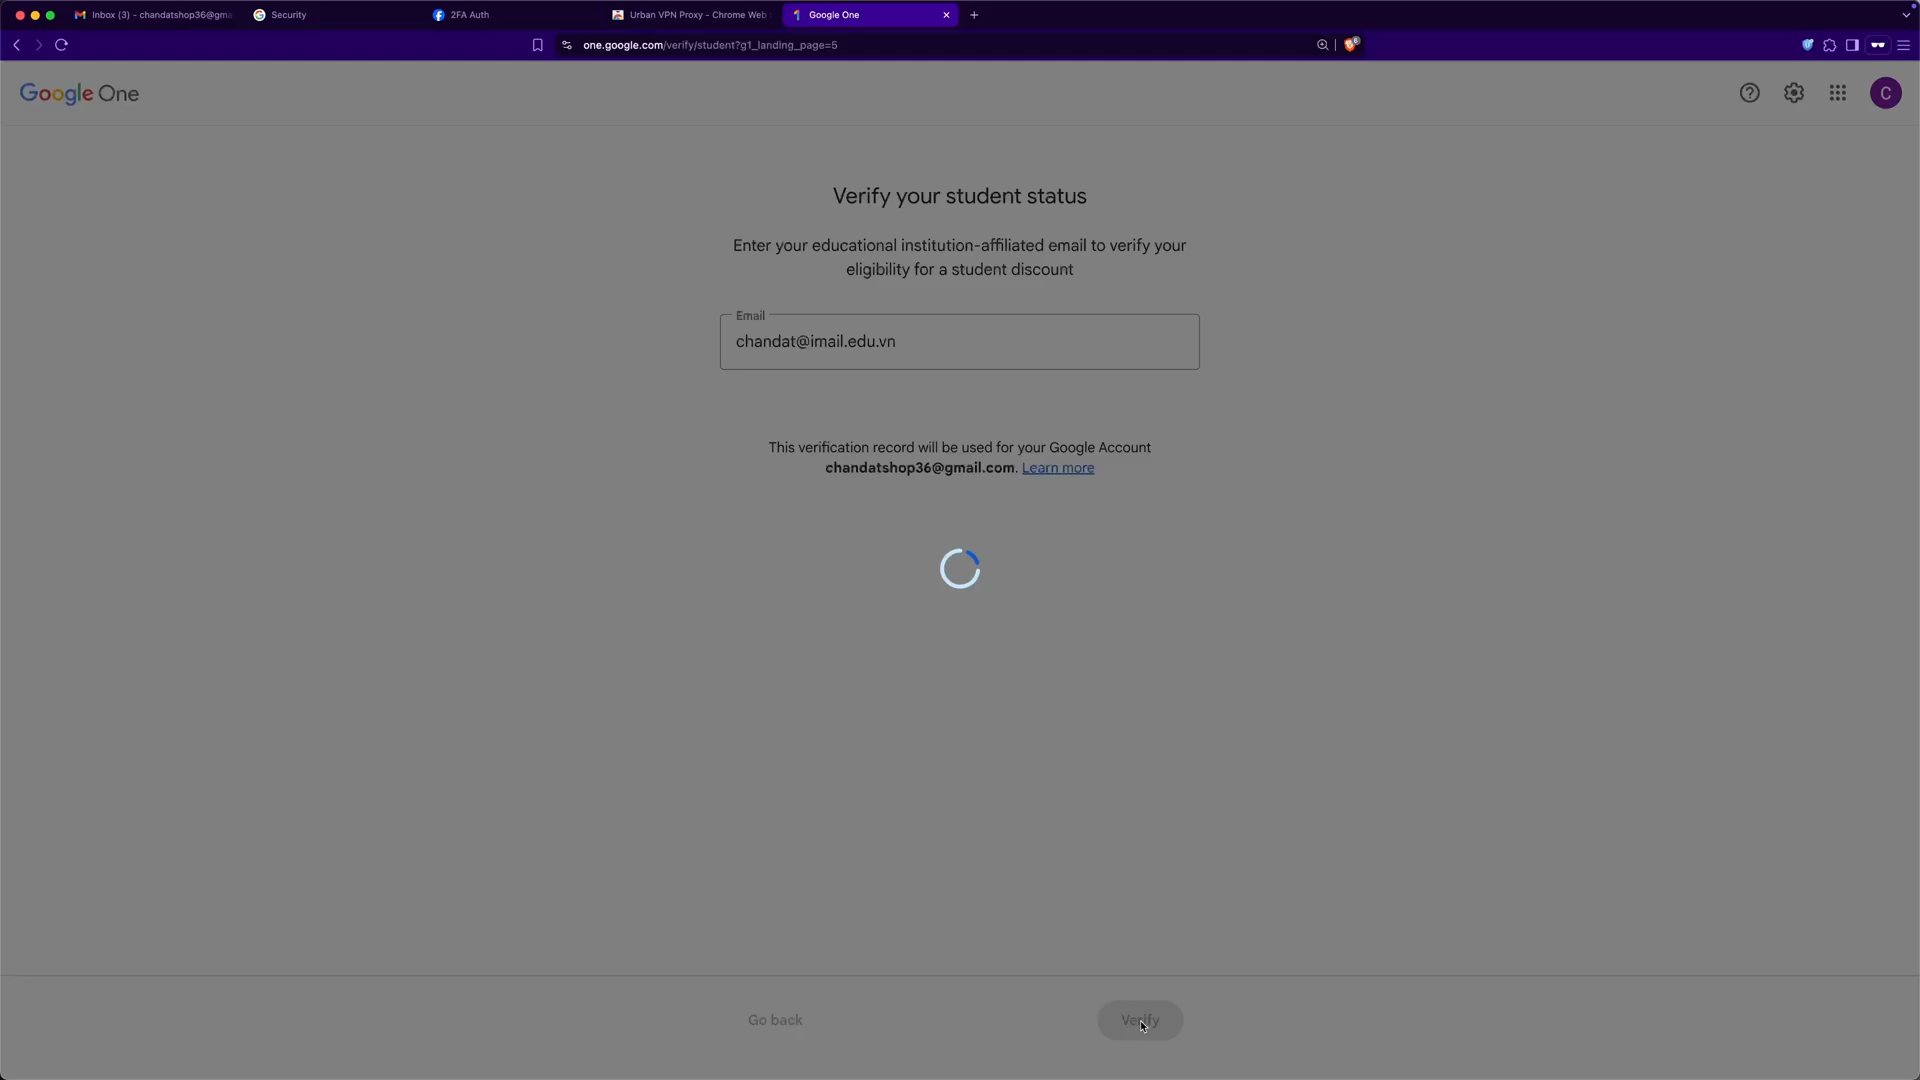 Inbox (3) - chandatshop36@gma
Security
2FA Auth
Urban VPN Proxy - Chrome Web
Google One
one.google.com/verify/student?g1_landing_page=5
Google One
C
Verify your student status
Enter your educational institution-affiliated email to verify your
eligibility for a student discount
Email
chandat@imail.edu.vn
This verification record will be used for your Google Account
chandatshop36@gmail.com. Learn more
Go back
Verify